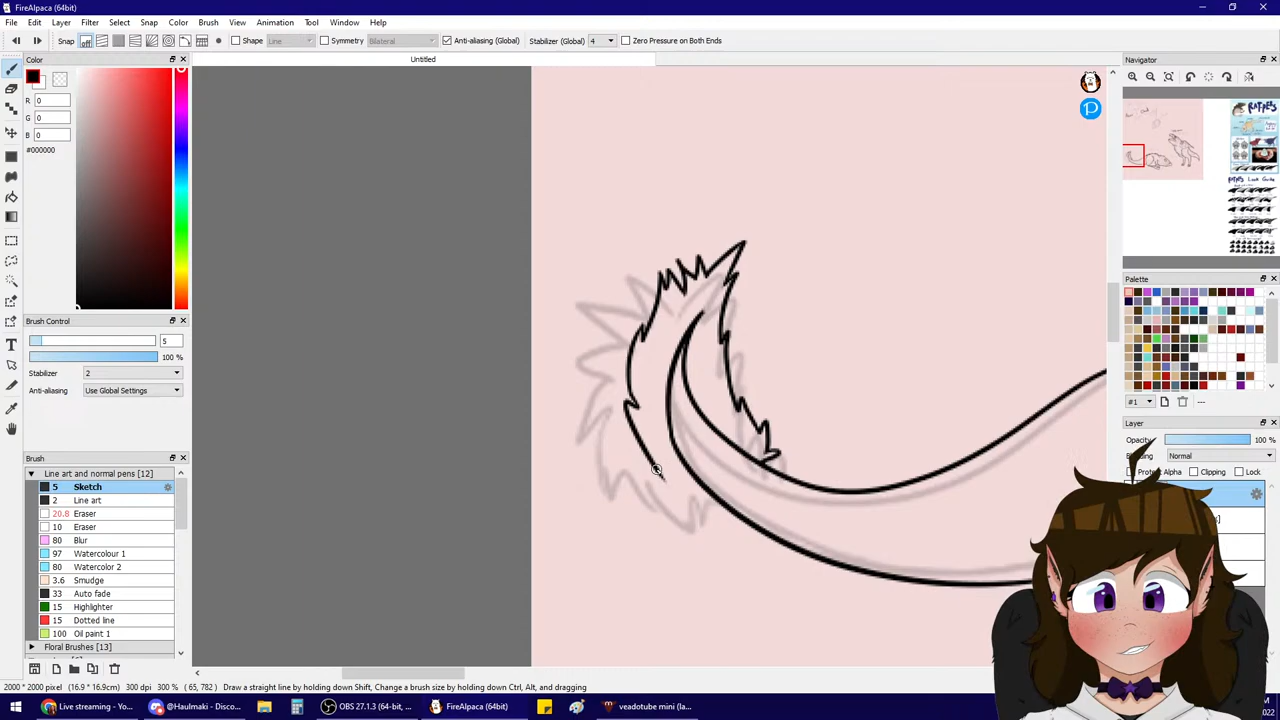 FireAlpaca (64bit)
File Edit Layer Filter Select Snap Color Brush View Animation Tool Window Help
Snap off Shape Line Symmetry Bilateral Anti-aliasing (Global) Stabilizer (Global) 4 Zero Pressure on Both Ends
Color
Untitled
Navigator
R 0
G 0
B 0
#000000
RATPERS
Brush Control
5
100 %
Stabilizer 2
Anti-aliasing Use Global Settings
Palette
#1 ---
Layer
Opacity 100 %
Normal
Protect Alpha Clipping Lock
Brush
Line art and normal pens [12]
5 Sketch
2 Line art
20.8 Eraser
10 Eraser
80 Blur
97 Watercolour 1
80 Watercolor 2
3.6 Smudge
33 Auto fade
15 Highlighter
15 Dotted line
100 Oil paint 1
Floral Brushes [13]
2000 * 2000 pixel (16.9 * 16.9cm) 300 dpi 300 % ( 65, 782 ) Draw a straight line by holding down Shift, Change a brush size by holding down Ctrl, Alt, and dragging
Live streaming - Yo... @Haulmaki - Disco... OBS 27.1.3 (64-bit, ... FireAlpaca (64bit) veadotube mini (la...